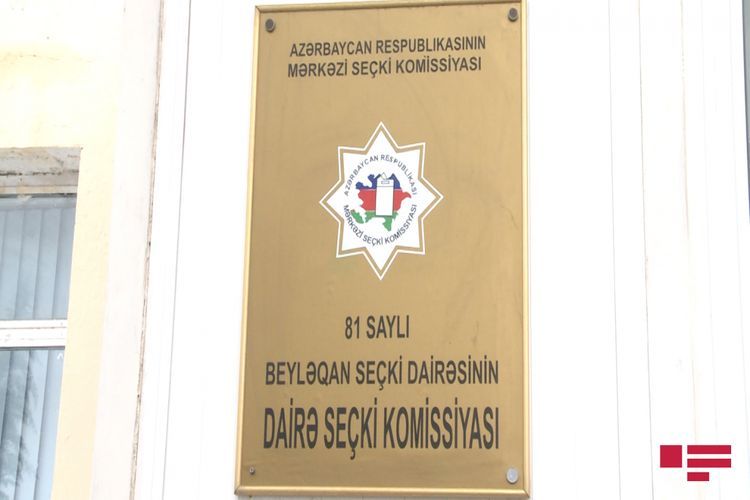 AZƏRBAYCAN RESPUBLIKASININ
MƏRKƏZİ SEÇKİ KOMİSSİYASI
AZƏRBAYCAN RESPUBLİKASI
MƏRKƏZİ SEÇKİ KOMİSSİYASI
81 SAYLI
BEYLƏQAN SEÇKİ DAİRƏSİNİN
DAİRƏ SEÇKİ KOMİSSİYASI